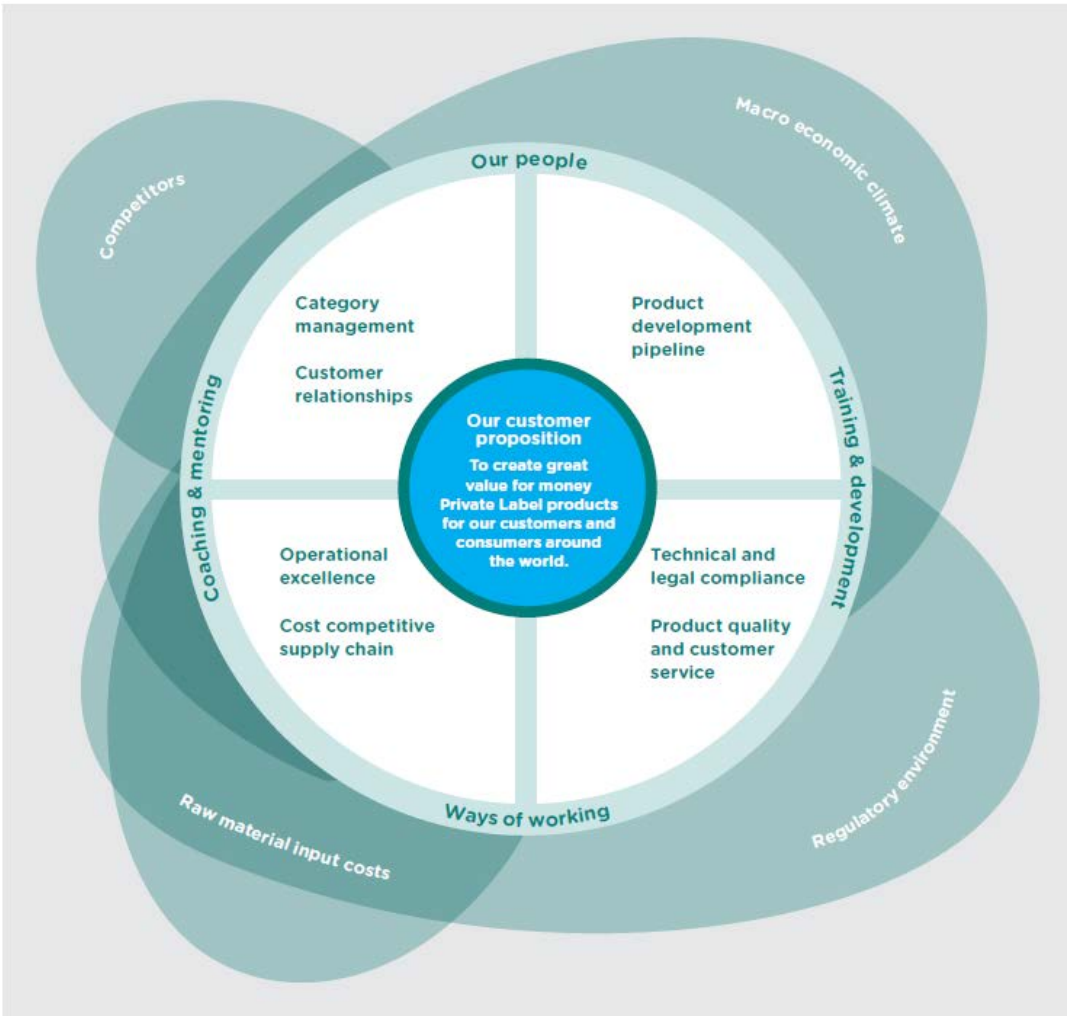 Macro economic climate
Competitors
Our people
Category
management
Customer
relationships
Product
development
pipeline
Coaching & mentoring
Training & development
Our customer
proposition
To create great
value for money
Private Label products
for our customers and
consumers around
the world.
Operational
excellence
Cost competitive
supply chain
Technical and
legal compliance
Product quality
and customer
service
Ways of working
Raw material input costs
Regulatory environment